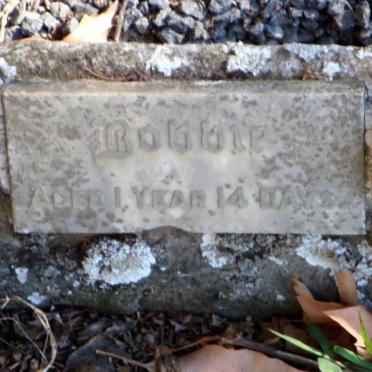 Bobbie
AGED 1 YEAR 14 DAYS